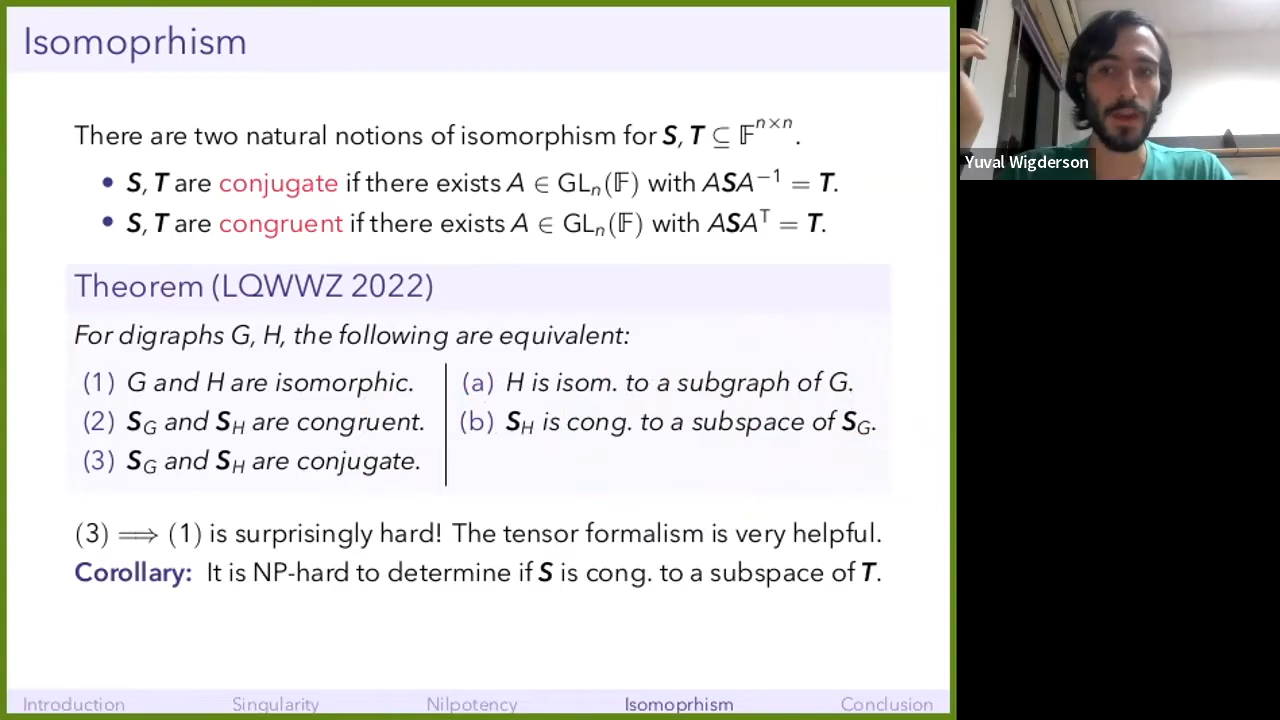 Isomoprhism
There are two natural notions of isomorphism for S, T ⊆ 𝔽^{n×n}.
• S, T are conjugate if there exists A ∈ GL_n(𝔽) with ASA^{−1} = T.
• S, T are congruent if there exists A ∈ GL_n(𝔽) with ASA^T = T.
Theorem (LQWWZ 2022)
For digraphs G, H, the following are equivalent:
(1) G and H are isomorphic.
(2) S_G and S_H are congruent.
(3) S_G and S_H are conjugate.
(a) H is isom. to a subgraph of G.
(b) S_H is cong. to a subspace of S_G.
(3) ⟹ (1) is surprisingly hard! The tensor formalism is very helpful.
Corollary: It is NP-hard to determine if S is cong. to a subspace of T.
Introduction Singularity Nilpotency Isomoprhism Conclusion
Yuval Wigderson